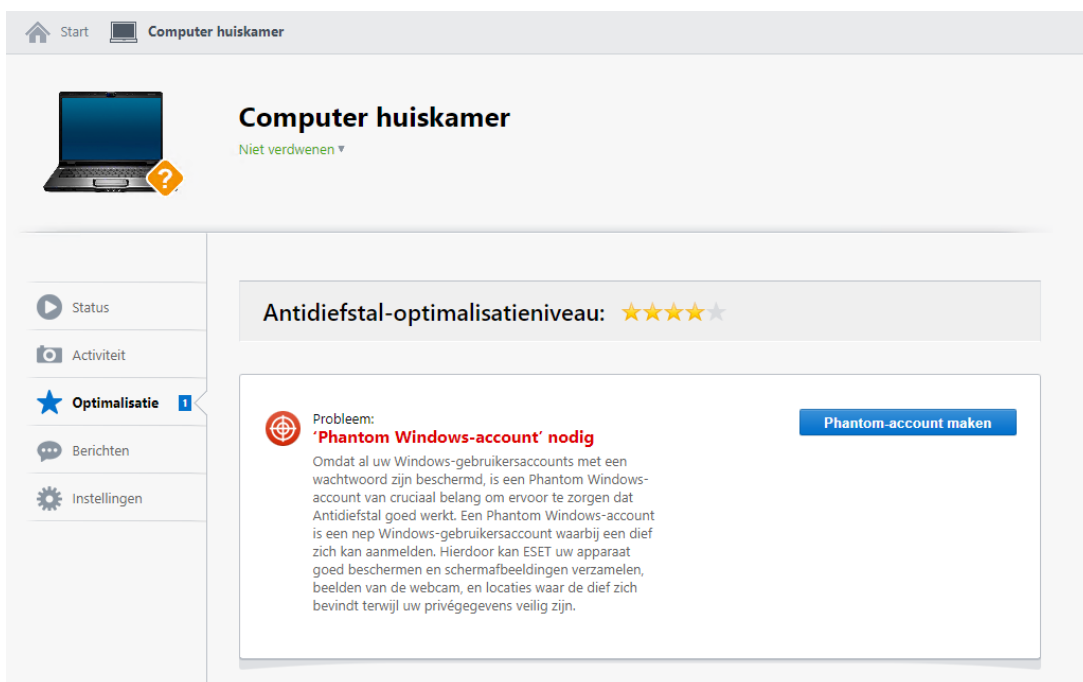 Start Computer huiskamer
Computer huiskamer
Niet verdwenen ▼
?
Status
Activiteit
Optimalisatie 1
Berichten
Instellingen
Antidiefstal-optimalisatieniveau:
Probleem:
‘Phantom Windows-account’ nodig
Omdat al uw Windows-gebruikersaccounts met een
wachtwoord zijn beschermd, is een Phantom Windows-
account van cruciaal belang om ervoor te zorgen dat
Antidiefstal goed werkt. Een Phantom Windows-account
is een nep Windows-gebruikersaccount waarbij een dief
zich kan aanmelden. Hierdoor kan ESET uw apparaat
goed beschermen en schermafbeeldingen verzamelen,
beelden van de webcam, en locaties waar de dief zich
bevindt terwijl uw privégegevens veilig zijn.
Phantom-account maken